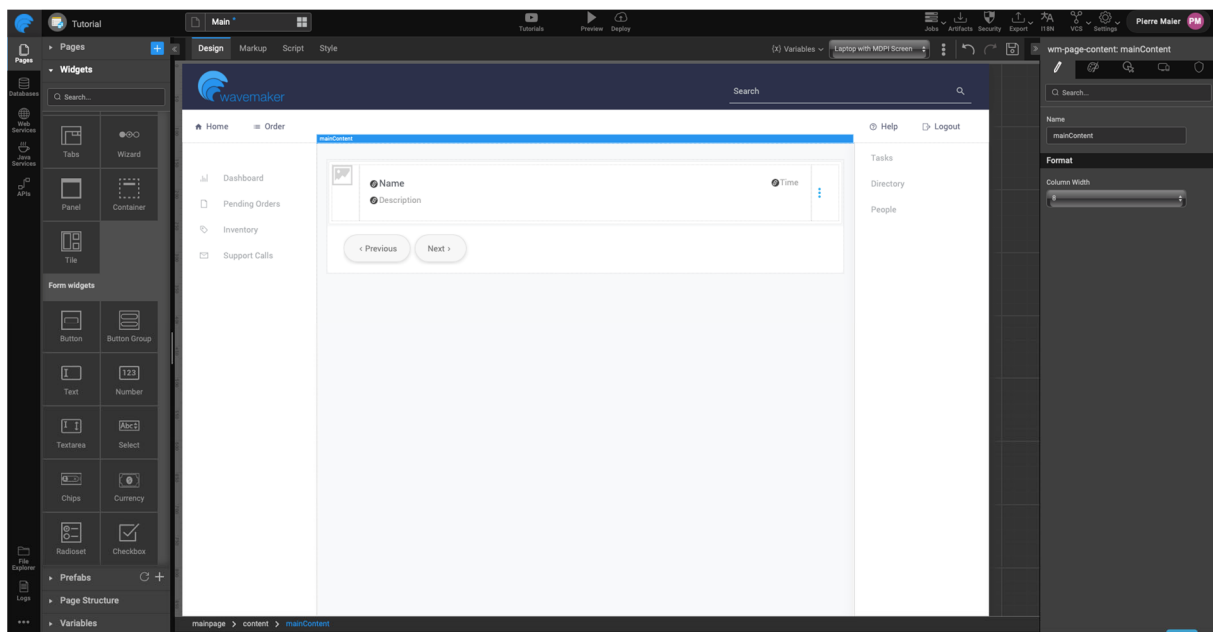 Tutorial
Main *
Tutorials
Preview
Deploy
Jobs
Artifacts
Security
Export
I18N
VCS
Settings
Pierre Maier
PM
Pages
Databases
Web
Services
Java
Services
APIs
File
Explorer
Logs
Pages
Widgets
Search...
Tabs
Wizard
Panel
Container
Tile
Form widgets
Button
Button Group
Text
123
Number
Textarea
Abc
Select
Chips
Currency
Radioset
Checkbox
Prefabs
Page Structure
Variables
Design
Markup
Script
Style
(X) Variables
Laptop with MDPI Screen
wavemaker
Search
Home
Order
Help
Logout
mainContent
Dashboard
Pending Orders
Inventory
Support Calls
Name
Description
Time
‹ Previous
Next ›
Tasks
Directory
People
mainpage > content > mainContent
wm-page-content: mainContent
Search...
Name
mainContent
Format
Column Width
8